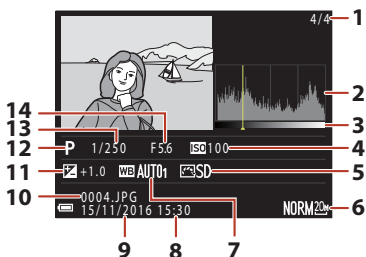 4/4 1
2
14
13 3
12 P 1/250 F5.6 ISO 100 4
11 +1.0 WB AUTO1 SD 5
10 0004.JPG
15/11/2016 15:30 NORM 20M 6
9 8 7